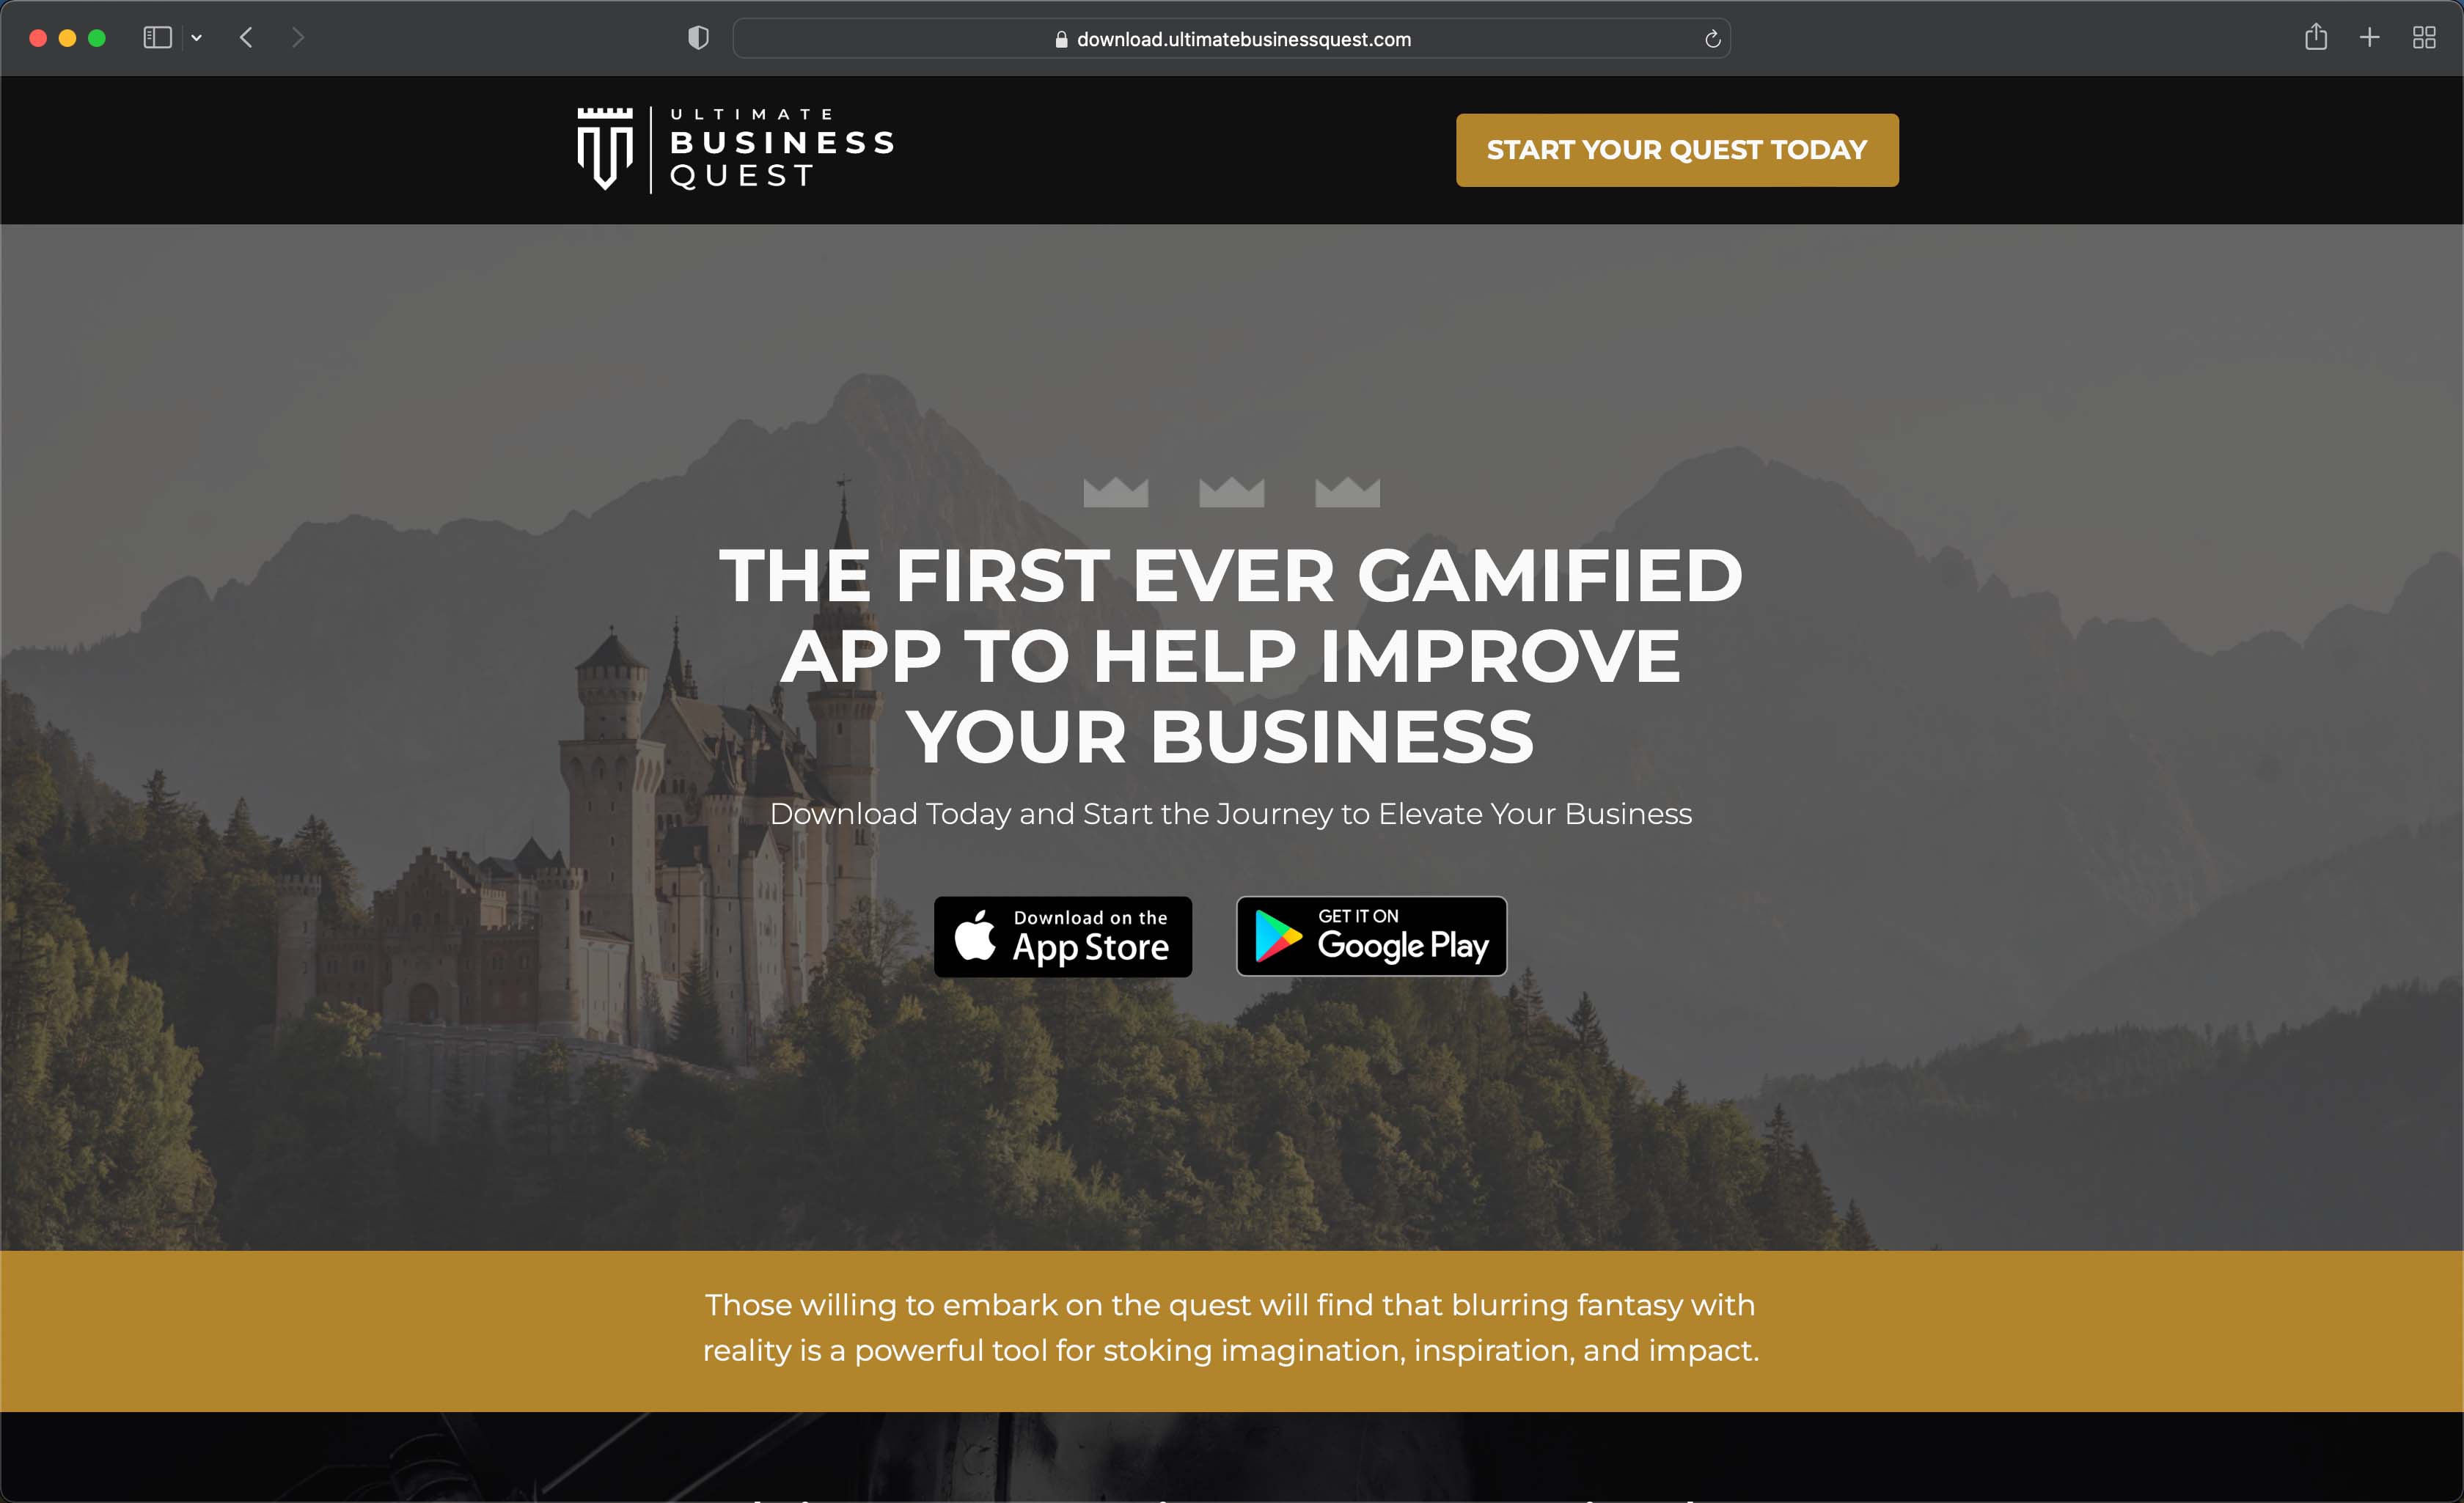 download.ultimatebusinessquest.com
ULTIMATE
BUSINESS
QUEST
START YOUR QUEST TODAY
THE FIRST EVER GAMIFIED
APP TO HELP IMPROVE
YOUR BUSINESS
Download Today and Start the Journey to Elevate Your Business
Download on the
App Store
GET IT ON
Google Play
Those willing to embark on the quest will find that blurring fantasy with
reality is a powerful tool for stoking imagination, inspiration, and impact.